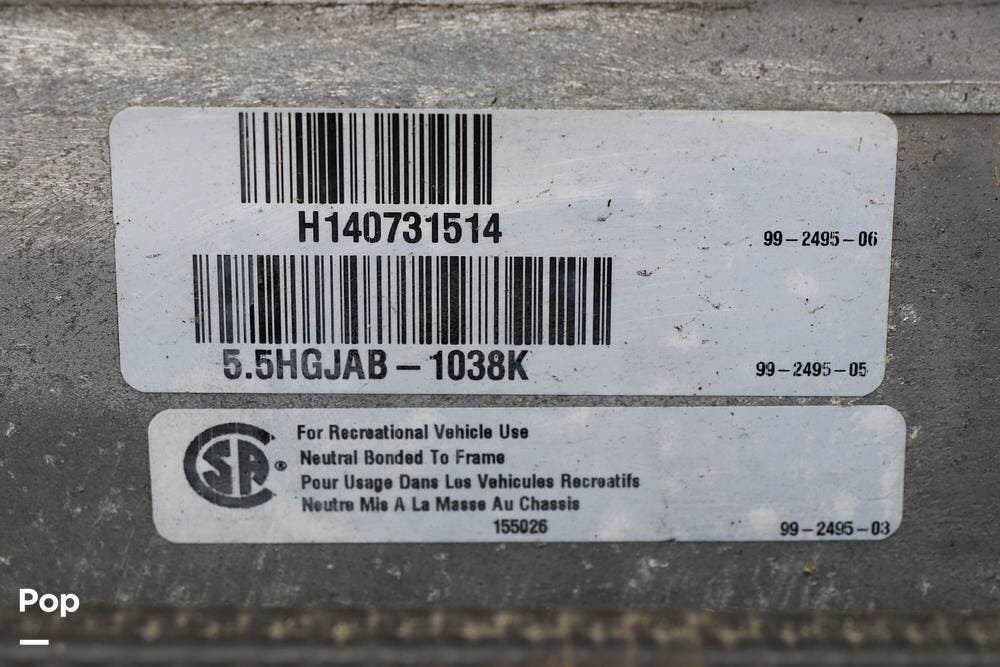 H140731514
99-2495-06
5.5HGJAB-1038K
99-2495-05
SA®
For Recreational Vehicle Use
Neutral Bonded To Frame
Pour Usage Dans Les Vehicules Recreatifs
Neutre Mis A La Masse Au Chassis
155026
99-2495-03
Pop